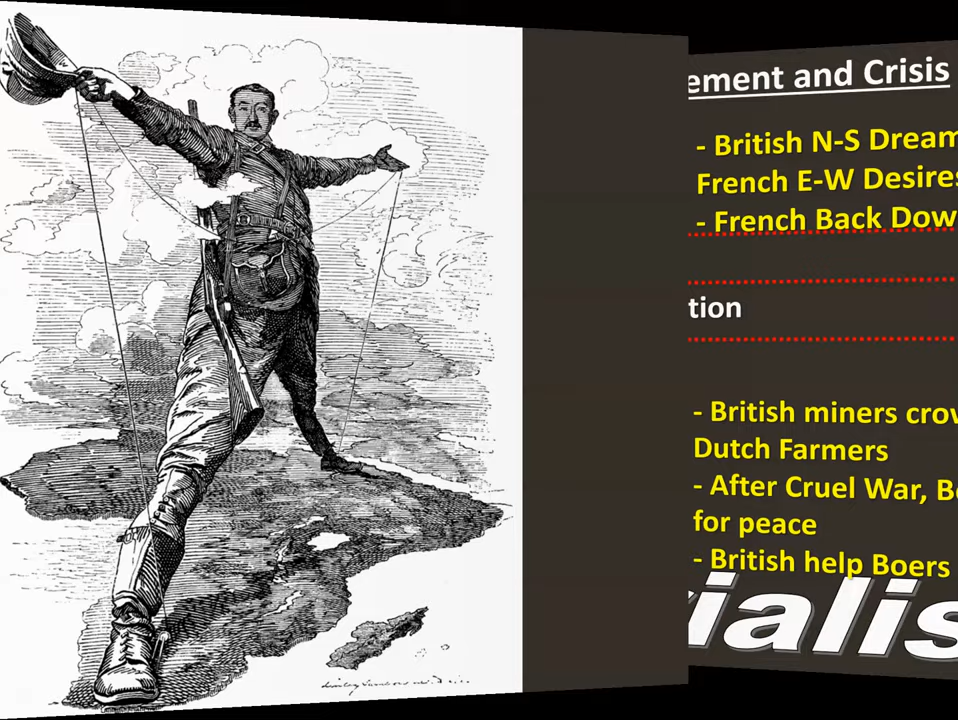 ement and Crisis
- British N-S Dream
French E-W Desires
- French Back Dow
tion
- British miners crow
Dutch Farmers
- After Cruel War, Bo
for peace
- British help Boers
ialis